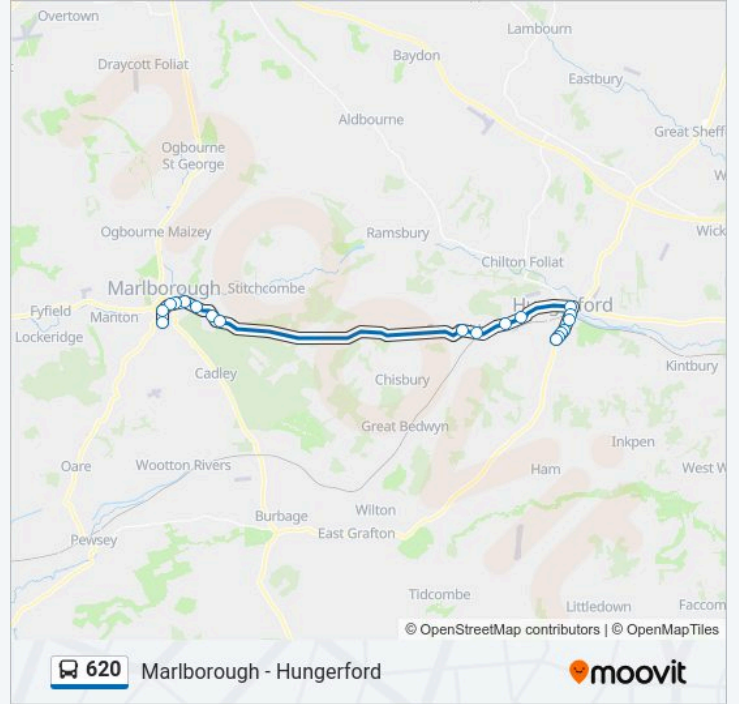 Overtown
Lambourn
Baydon
Draycott Foliat
Eastbury
Aldbourne
Great Sheff
Ogbourne
St George
W
Ogbourne Maizey
Ramsbury
Wick
Chilton Foliat
Marlborough
Stitchcombe
Hungerford
Fyfield
Manton
Lockeridge
Kintbury
Cadley
Chisbury
Great Bedwyn
Inkpen
Oare
Wootton Rivers
Ham
West W
Wilton
Burbage
East Grafton
Pewsey
Tidcombe
Littledown
Faccom
© OpenStreetMap contributors | © OpenMapTiles
620 Marlborough - Hungerford
moovit